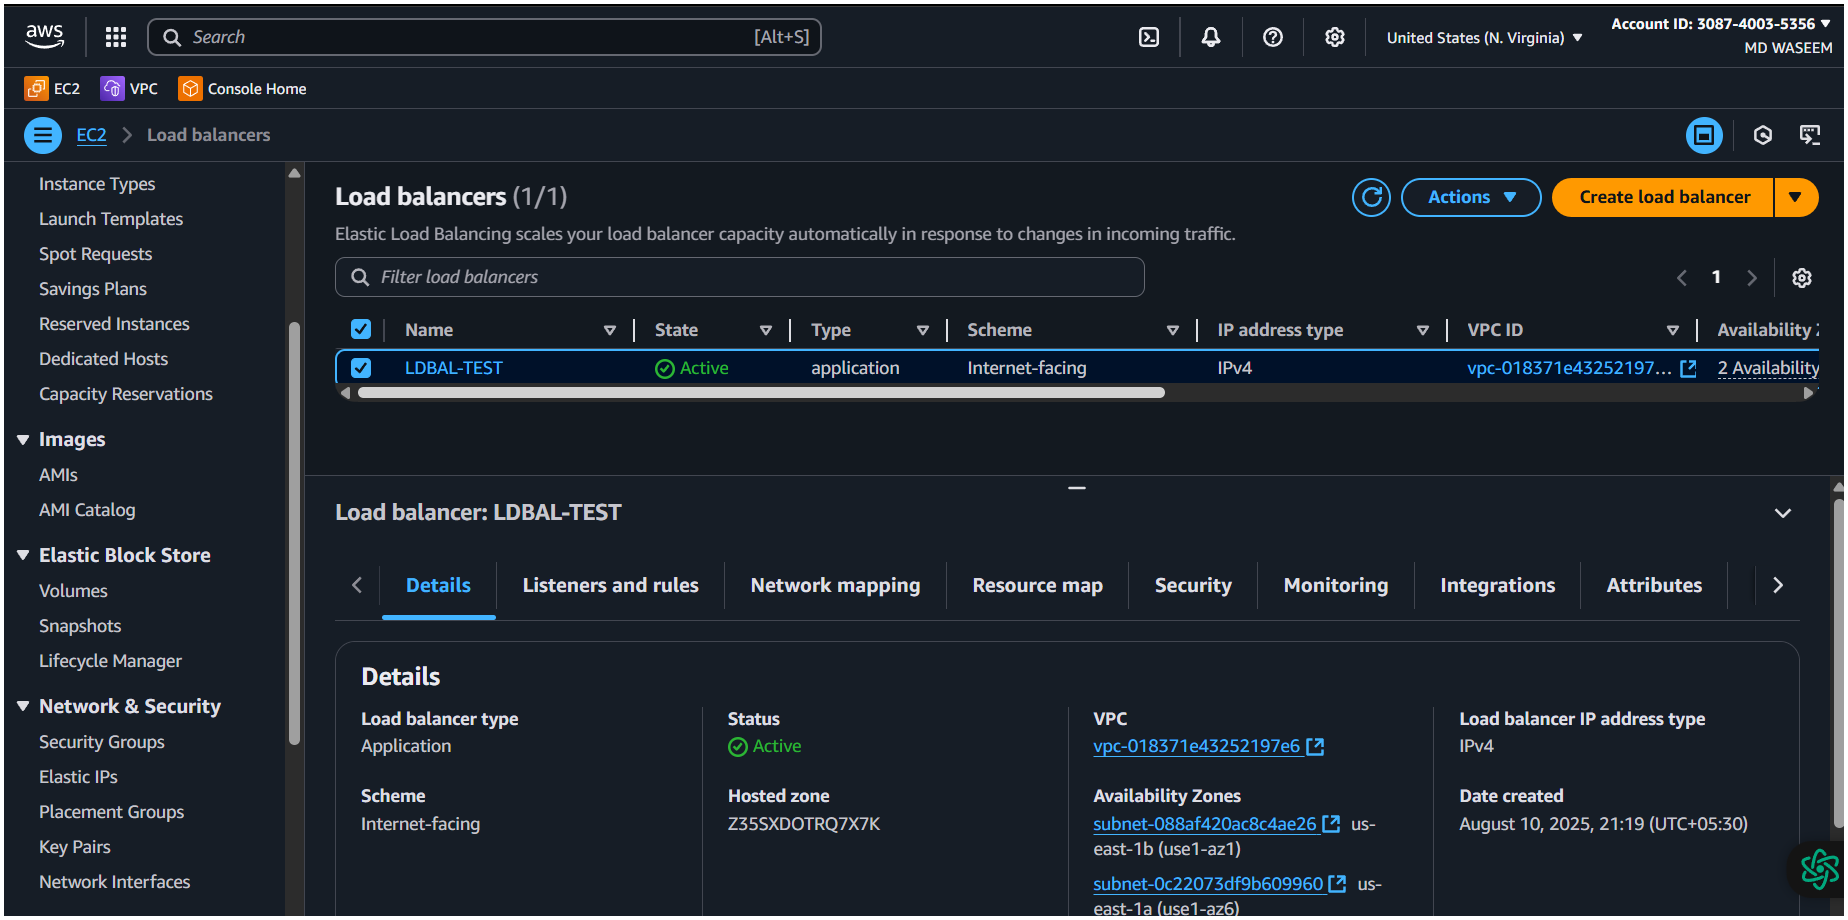 aws
Search [Alt+S]
United States (N. Virginia)
Account ID: 3087-4003-5356
MD WASEEM
EC2 VPC Console Home
EC2 Load balancers
Instance Types
Launch Templates
Spot Requests
Savings Plans
Reserved Instances
Dedicated Hosts
Capacity Reservations
Images
AMIs
AMI Catalog
Elastic Block Store
Volumes
Snapshots
Lifecycle Manager
Network & Security
Security Groups
Elastic IPs
Placement Groups
Key Pairs
Network Interfaces
Load balancers (1/1)
Actions
Create load balancer
Elastic Load Balancing scales your load balancer capacity automatically in response to changes in incoming traffic.
Filter load balancers
1
Name State Type Scheme IP address type VPC ID Availability
LDBAL-TEST Active application Internet-facing IPv4 vpc-018371e43252197... 2 Availability
Load balancer: LDBAL-TEST
Details Listeners and rules Network mapping Resource map Security Monitoring Integrations Attributes
Details
Load balancer type
Application
Scheme
Internet-facing
Status
Active
Hosted zone
Z35SXDOTRQ7X7K
VPC
vpc-018371e43252197e6
Availability Zones
subnet-088af420ac8c4ae26 us-
east-1b (use1-az1)
subnet-0c22073df9b609960 us-
east-1a (use1-az6)
Load balancer IP address type
IPv4
Date created
August 10, 2025, 21:19 (UTC+05:30)